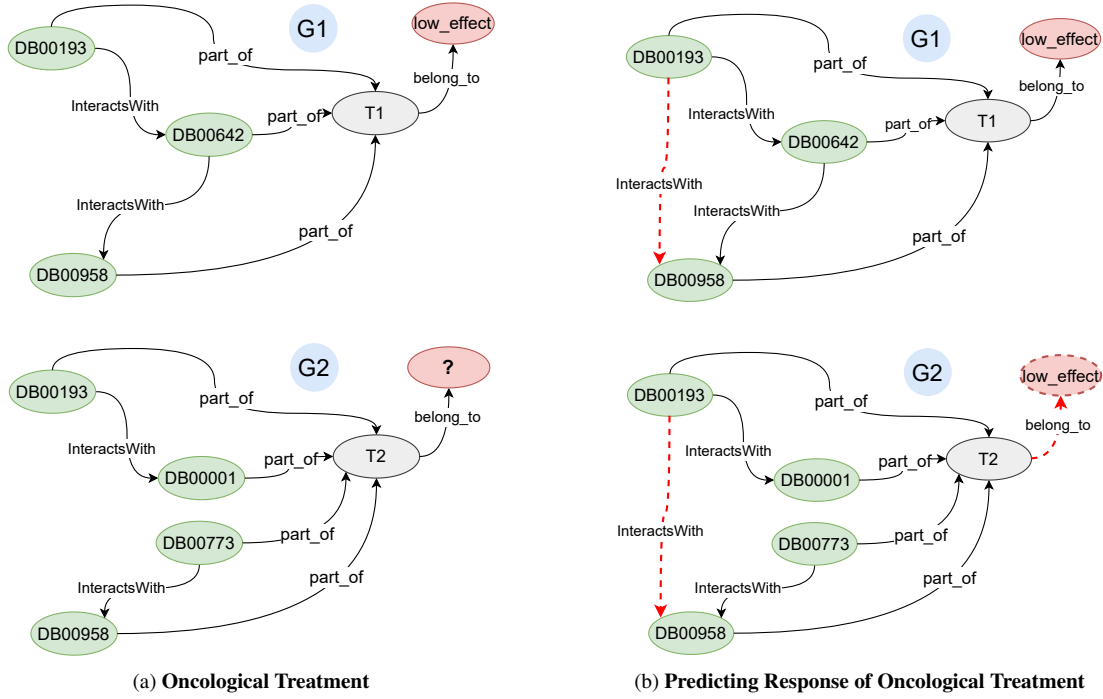 G1
low_effect
DB00193
part_of
belong_to
InteractsWith
T1
DB00642
part_of
InteractsWith
part_of
DB00958
G2
?
DB00193
part_of
belong_to
InteractsWith
T2
DB00001
part_of
DB00773
part_of
InteractsWith
part_of
DB00958
(a) Oncological Treatment
G1
low_effect
DB00193
part_of
belong_to
InteractsWith
T1
DB00642
part_of
InteractsWith
InteractsWith
part_of
DB00958
G2
low_effect
DB00193
part_of
belong_to
InteractsWith
T2
DB00001
part_of
InteractsWith
DB00773
part_of
InteractsWith
part_of
DB00958
(b) Predicting Response of Oncological Treatment